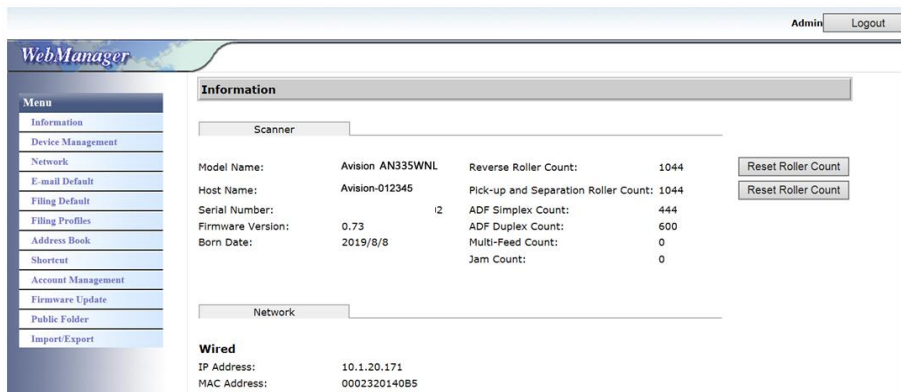 Admin Logout
WebManager
Menu
Information
Device Management
Network
E-mail Default
Filing Default
Filing Profiles
Address Book
Shortcut
Account Management
Firmware Update
Public Folder
Import/Export
Information
Scanner
Model Name: Avision AN335WNL Reverse Roller Count: 1044 Reset Roller Count
Host Name: Avision-012345 Pick-up and Separation Roller Count: 1044 Reset Roller Count
Serial Number: ADF Simplex Count: 444
Firmware Version: 0.73 ADF Duplex Count: 600
Born Date: 2019/8/8 Multi-Feed Count: 0
Jam Count: 0
Network
Wired
IP Address: 10.1.20.171
MAC Address: 0002320140B5